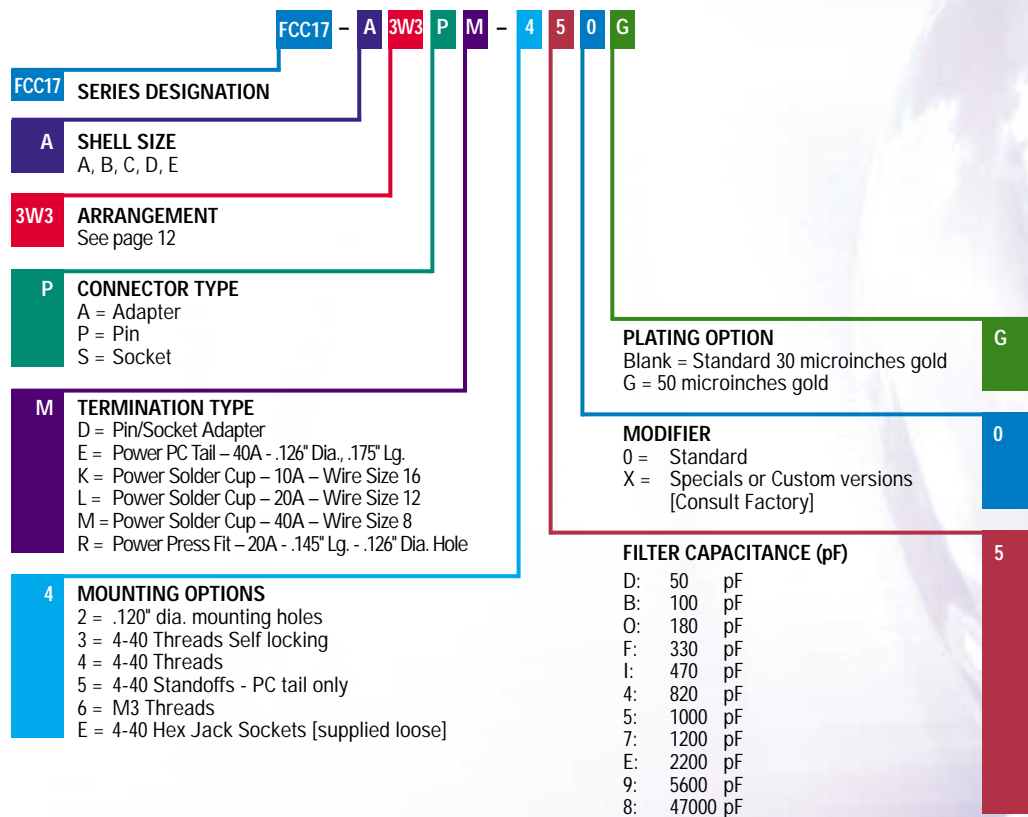 FCC17 – A 3W3 P M – 4 5 0 G
FCC17 SERIES DESIGNATION
A SHELL SIZE
A, B, C, D, E
3W3 ARRANGEMENT
See page 12
P CONNECTOR TYPE
A = Adapter
P = Pin
S = Socket
M TERMINATION TYPE
D = Pin/Socket Adapter
E = Power PC Tail – 40A - .126" Dia., .175" Lg.
K = Power Solder Cup – 10A – Wire Size 16
L = Power Solder Cup – 20A – Wire Size 12
M = Power Solder Cup – 40A – Wire Size 8
R = Power Press Fit – 20A - .145" Lg. - .126" Dia. Hole
4 MOUNTING OPTIONS
2 = .120" dia. mounting holes
3 = 4-40 Threads Self locking
4 = 4-40 Threads
5 = 4-40 Standoffs - PC tail only
6 = M3 Threads
E = 4-40 Hex Jack Sockets [supplied loose]
PLATING OPTION G
Blank = Standard 30 microinches gold
G = 50 microinches gold
MODIFIER 0
0 = Standard
X = Specials or Custom versions
[Consult Factory]
FILTER CAPACITANCE (pF) 5
D: 50 pF
B: 100 pF
O: 180 pF
F: 330 pF
I: 470 pF
4: 820 pF
5: 1000 pF
7: 1200 pF
E: 2200 pF
9: 5600 pF
8: 47000 pF